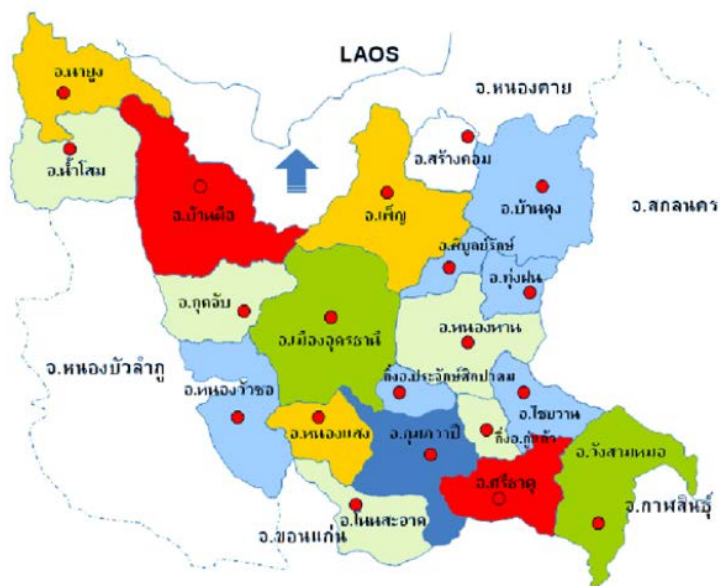 LAOS
อ.นายูง
อ.หนองคาย
อ.สร้างคอม
อ.น้ำโสม
อ.บ้านผือ
อ.เพ็ญ
อ.บ้านดุง
อ.สกลนคร
อ.พิบูลย์รักษ์
อ.ทุ่งฝน
อ.กุดจับ
อ.เมืองอุดรธานี
อ.หนองหาน
จ.หนองบัวลำภู
อ.หนองวัวซอ
กิ่งอ.ประจักษ์ศิลปาคม
อ.ไชยวาน
อ.หนองแสง
อ.กุมภวาปี
กิ่งอ.กู่แก้ว
อ.วังสามหมอ
อ.ศรีธาตุ
อ.กาฬสินธุ์
อ.ขอนแก่น
อ.โนนสะอาด